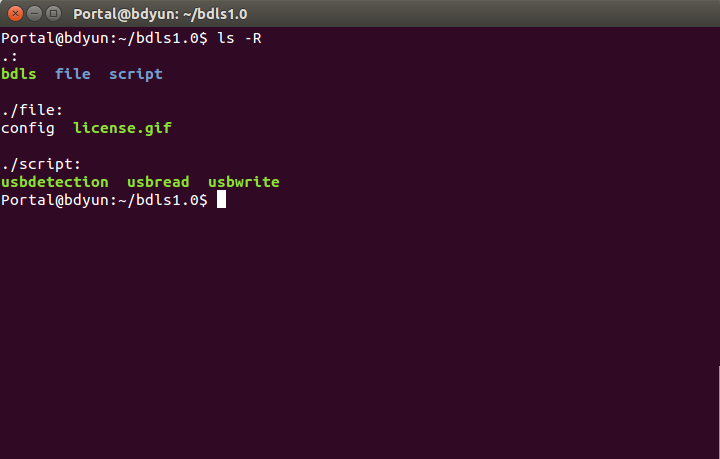 Portal@bdyun: ~/bdls1.0
Portal@bdyun:~/bdls1.0$ ls -R
.:
bdls  file  script
./file:
config  license.gif
./script:
usbdetection  usbread  usbwrite
Portal@bdyun:~/bdls1.0$